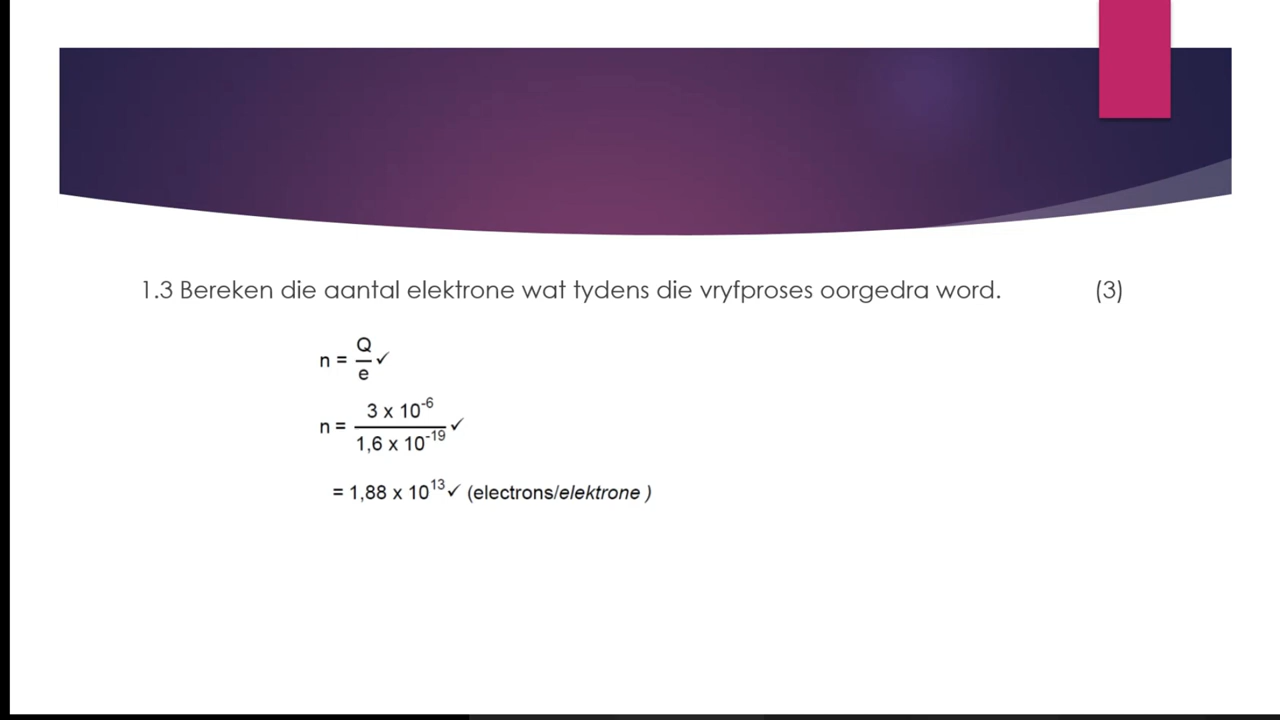 1.3 Bereken die aantal elektrone wat tydens die vryfproses oorgedra word. (3)
n = Q/e ✓
n = 3 x 10⁻⁶/1,6 x 10⁻¹⁹ ✓
= 1,88 x 10¹³ ✓ (electrons/elektrone )